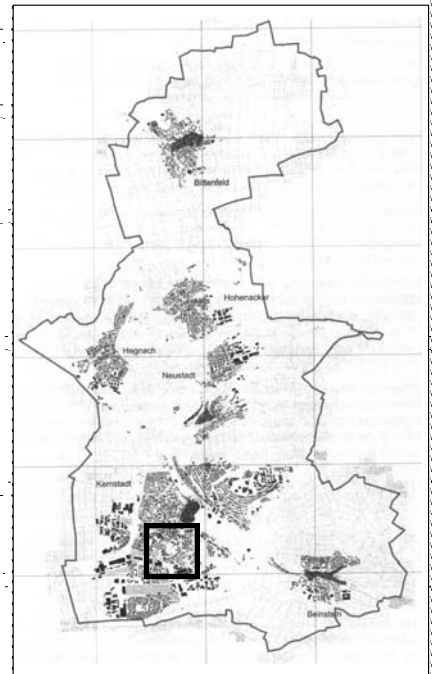 Bittenfeld
Hohenacker
Hegnach
Neustadt
Kernstadt
Beinstein